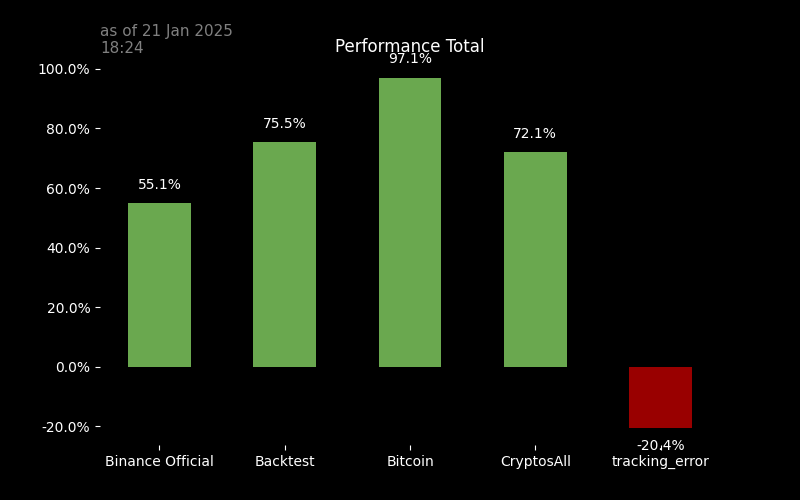 as of 21 Jan 2025
18:24
Performance Total
100.0%
80.0%
60.0%
40.0%
20.0%
0.0%
-20.0%
55.1%
75.5%
97.1%
72.1%
-20.4%
Binance Official
Backtest
Bitcoin
CryptosAll
tracking_error